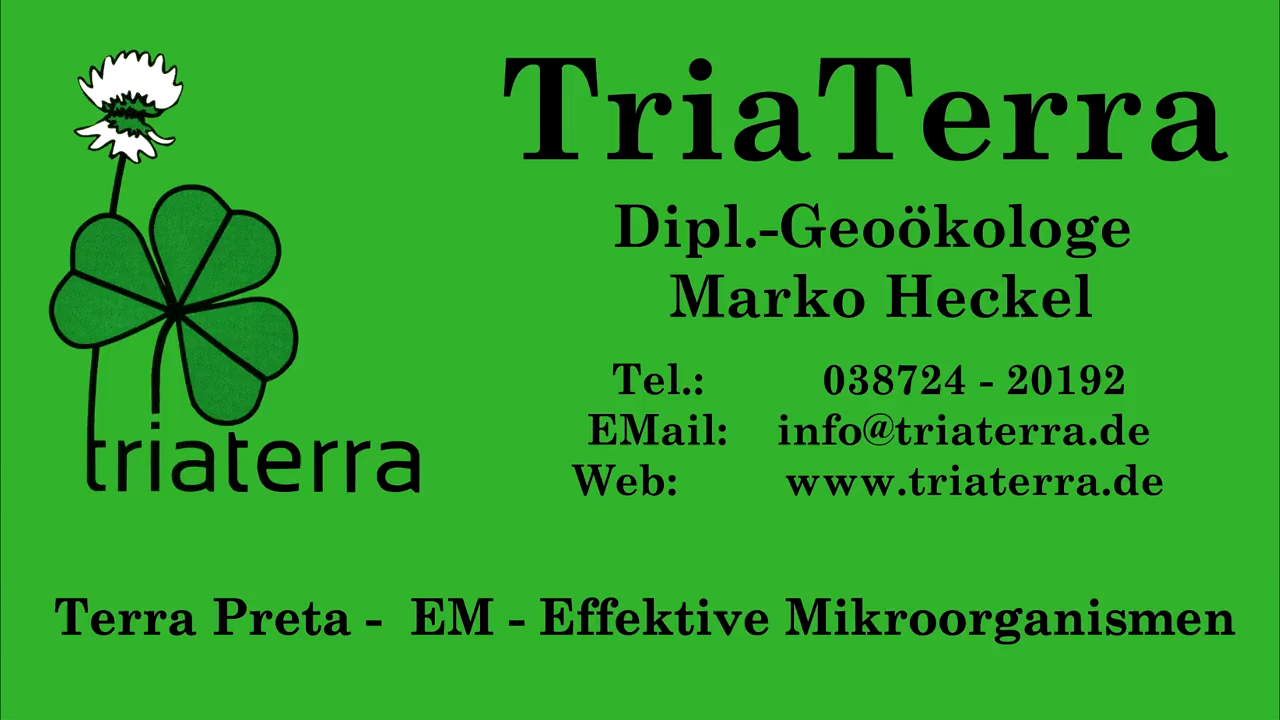 TriaTerra
Dipl.-Geoökologe
Marko Heckel
Tel.: 038724 - 20192
EMail: info@triaterra.de
Web: www.triaterra.de
triaterra
Terra Preta - EM - Effektive Mikroorganismen